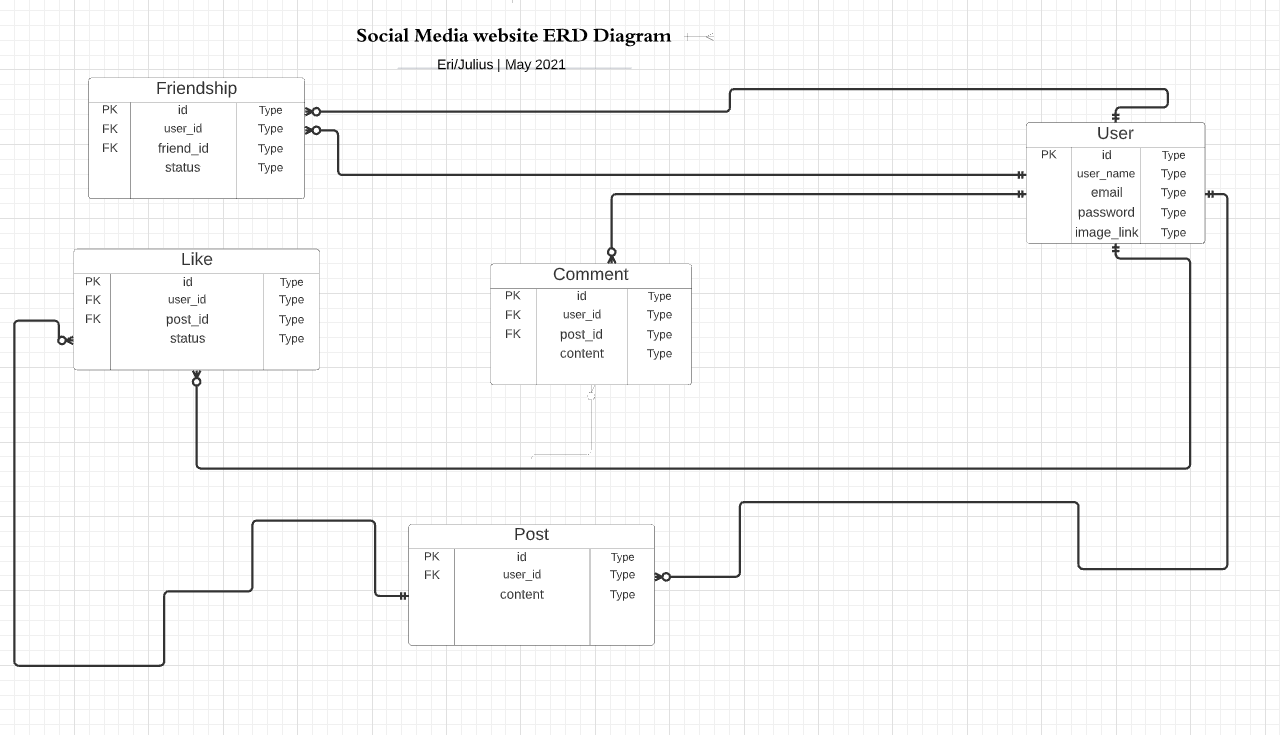 Social Media website ERD Diagram
Eri/Julius | May 2021
Friendship
PK id Type
FK user_id Type
FK friend_id Type
status Type
User
PK id Type
user_name Type
email Type
password Type
image_link Type
Like
PK id Type
FK user_id Type
FK post_id Type
status Type
Comment
PK id Type
FK user_id Type
FK post_id Type
content Type
Post
PK id Type
FK user_id Type
content Type